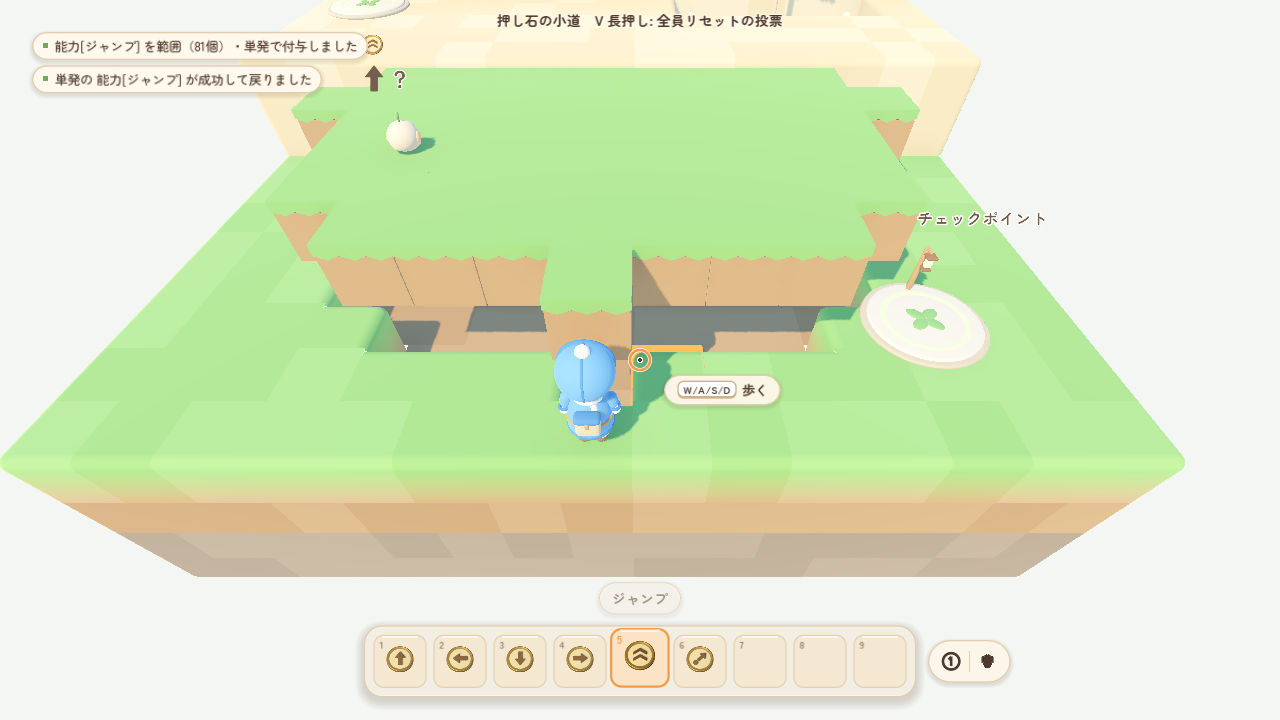 押し石の小道 V 長押し: 全員リセットの投票
能力[ジャンプ] を範囲（81個）・単発で付与しました
単発の 能力[ジャンプ] が成功して戻りました
?
チェックポイント
W/A/S/D 歩く
ジャンプ
1 2 3 4 5 6 7 8 9
1